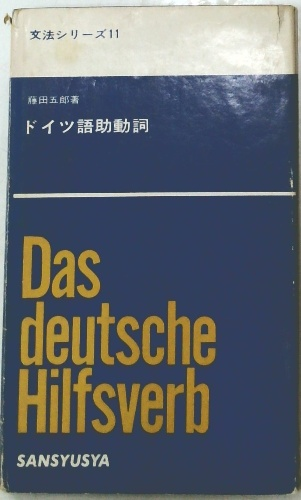 文法シリーズ11
藤田五郎著
ドイツ語助動詞
Das
deutsche
Hilfsverb
SANSYUSYA